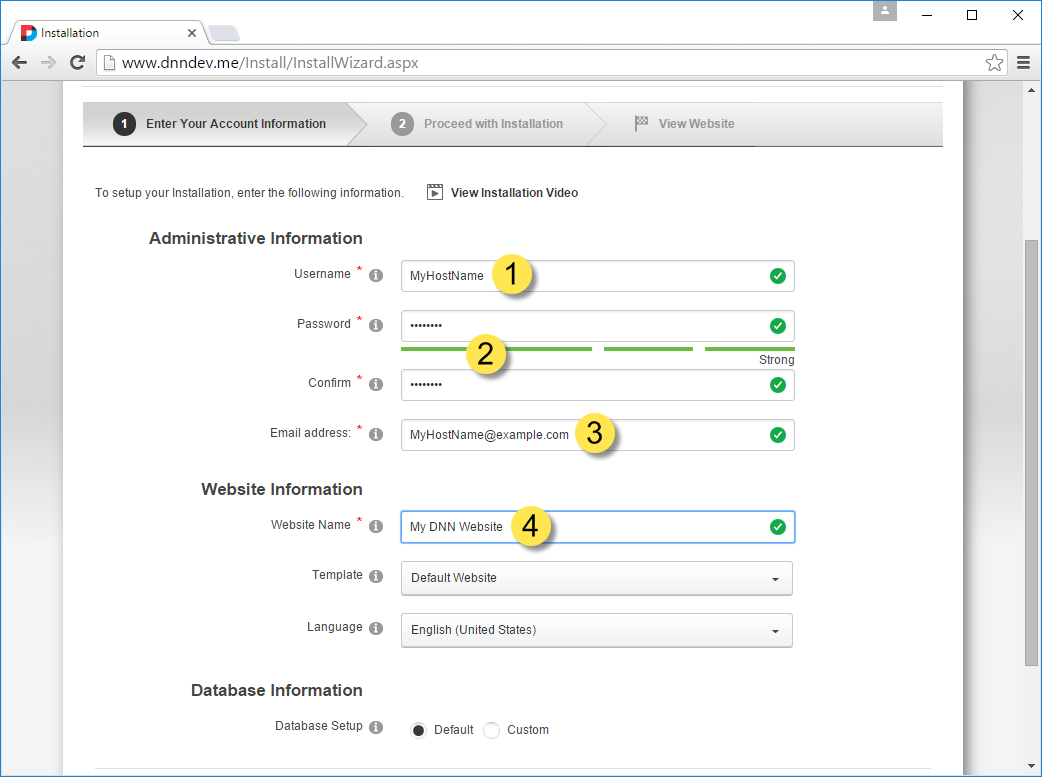 Installation
www.dnndev.me/Install/InstallWizard.aspx
1 Enter Your Account Information 2 Proceed with Installation View Website
To setup your Installation, enter the following information. View Installation Video
Administrative Information
Username * MyHostName 1
Password * ••••••••
2
Strong
Confirm * ••••••••
Email address: * MyHostName@example.com 3
Website Information
Website Name * My DNN Website 4
Template Default Website
Language English (United States)
Database Information
Database Setup Default Custom